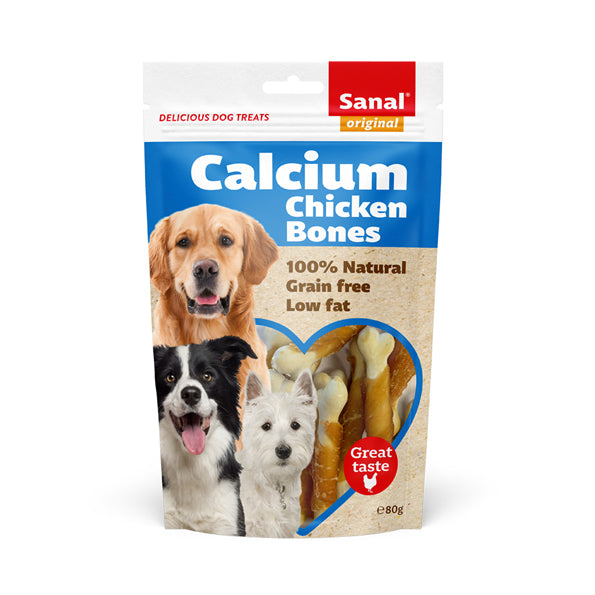 Sanal®
original
DELICIOUS DOG TREATS
Calcium
Chicken
Bones
100% Natural
Grain free
Low fat
Great
taste
℮80g